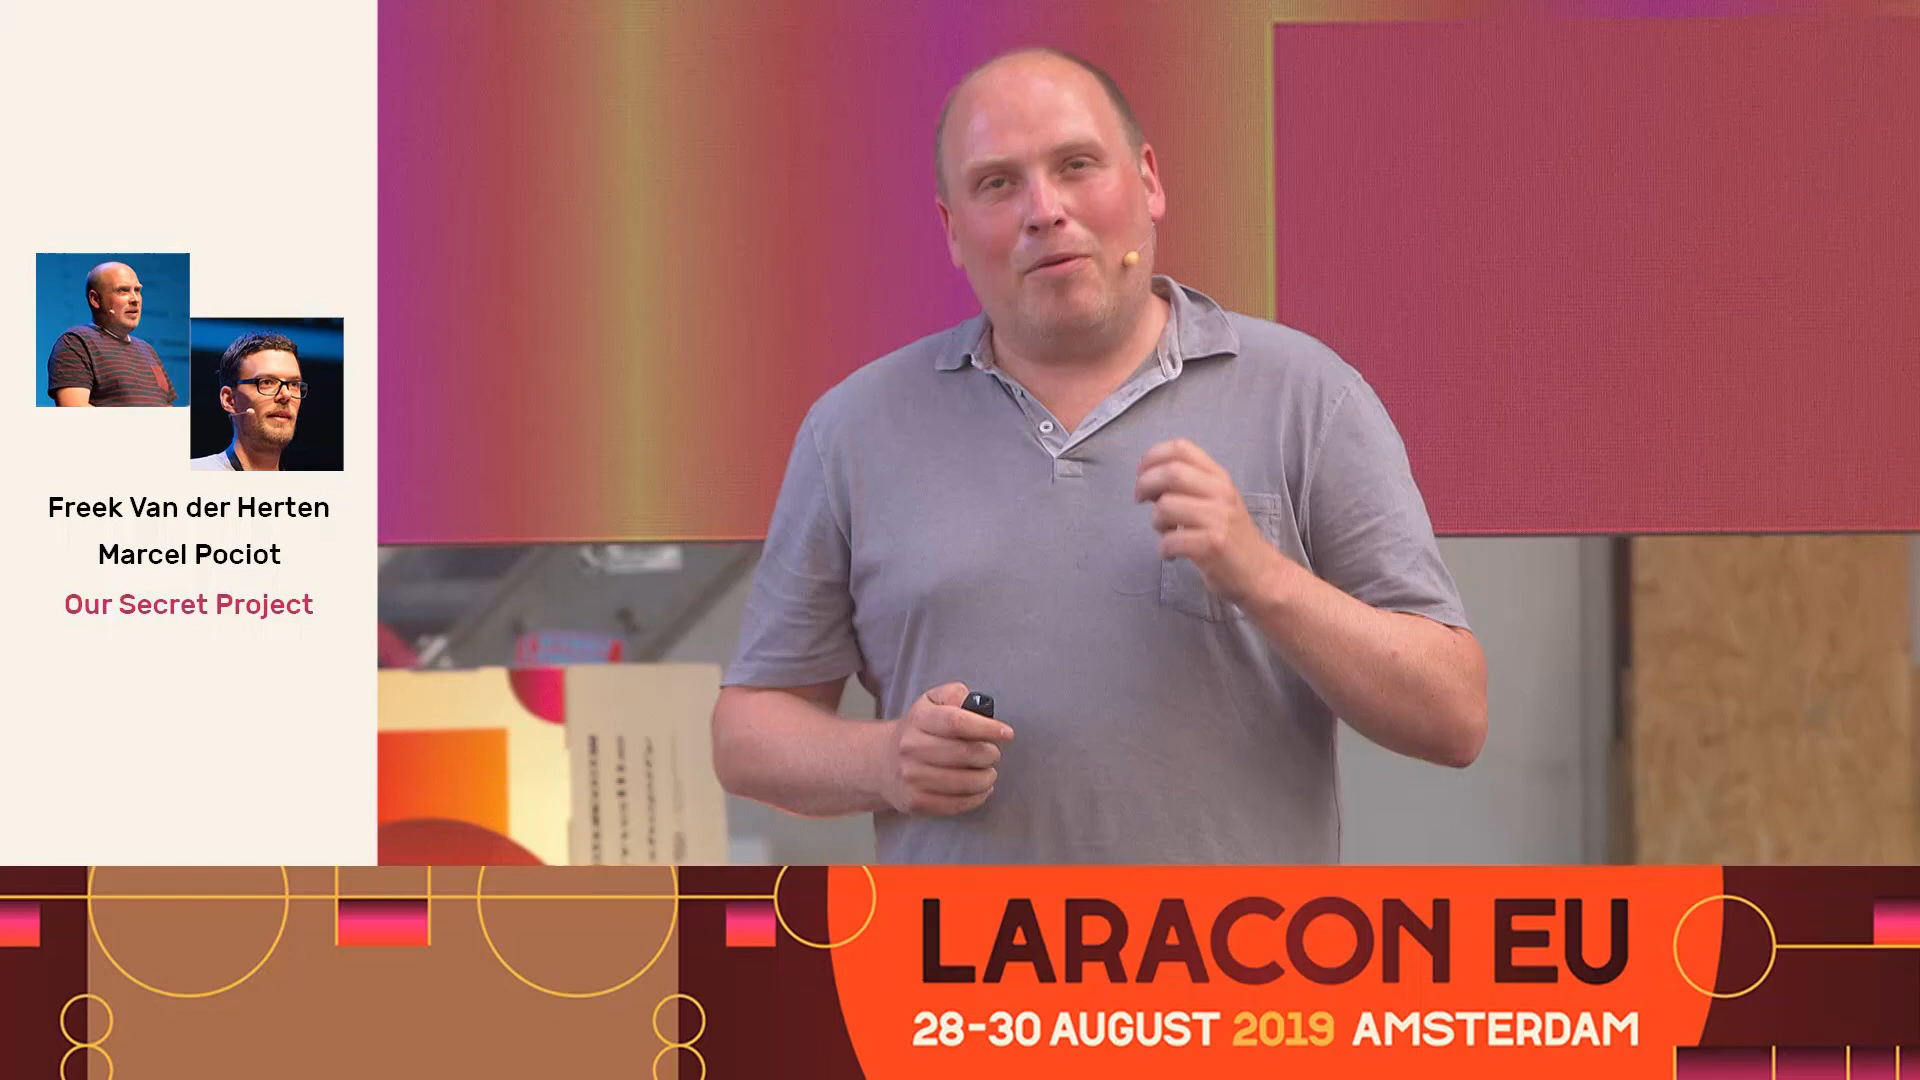 Freek Van der Herten
Marcel Pociot
Our Secret Project
LARACON EU
28-30 AUGUST 2019 AMSTERDAM